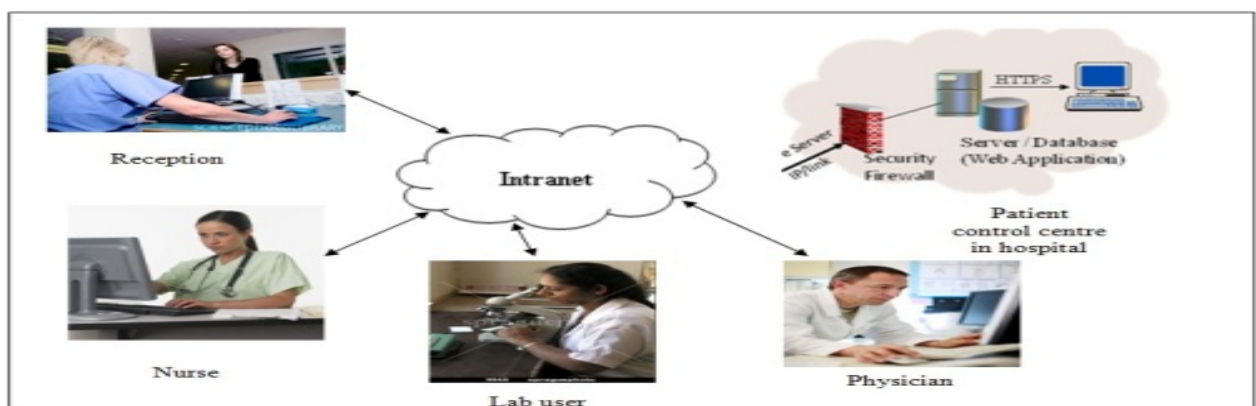 Reception
SCIENCEPHOTOLIBRARY
Intranet
HTTPS
Server / Database
(Web Application)
e Server
IP/link
Security
Firewall
Patient
control centre
in hospital
Nurse
Lab user
Physician